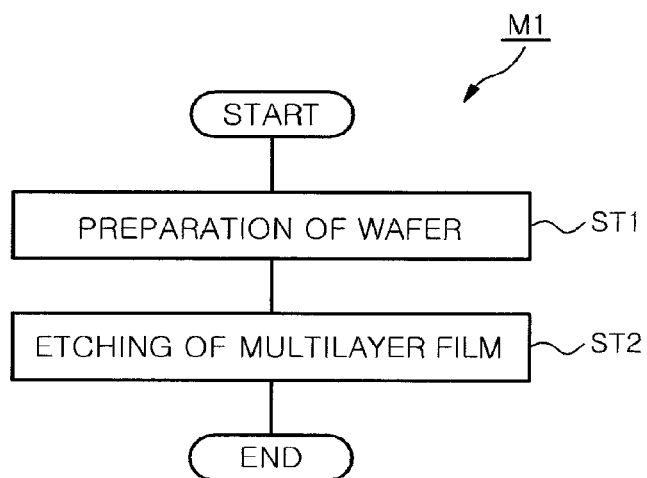 M1
START
PREPARATION OF WAFER
ST1
ETCHING OF MULTILAYER FILM
ST2
END